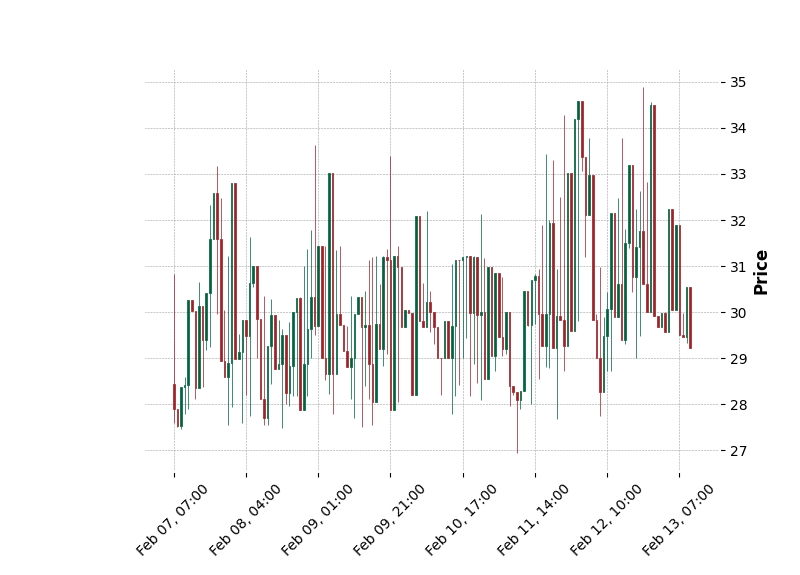 35
34
33
32
31
30
29
28
27
Price
Feb 07, 07:00
Feb 08, 04:00
Feb 09, 01:00
Feb 09, 21:00
Feb 10, 17:00
Feb 11, 14:00
Feb 12, 10:00
Feb 13, 07:00